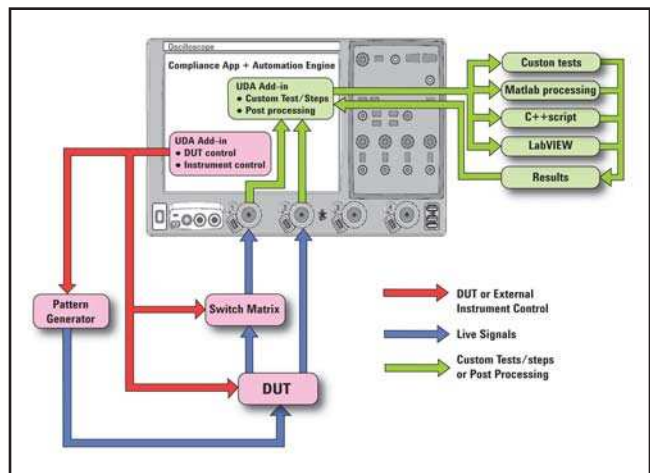 Oscilloscope
Compliance App + Automation Engine
UDA Add-in
● Custom Test/Steps
● Post processing
UDA Add-in
● DUT control
● Instrument control
Custon tests
Matlab processing
C++script
LabVIEW
Results
Pattern
Generator
Switch Matrix
DUT
DUT or External
Instrument Control
Live Signals
Custom Tests/steps
or Post Processing